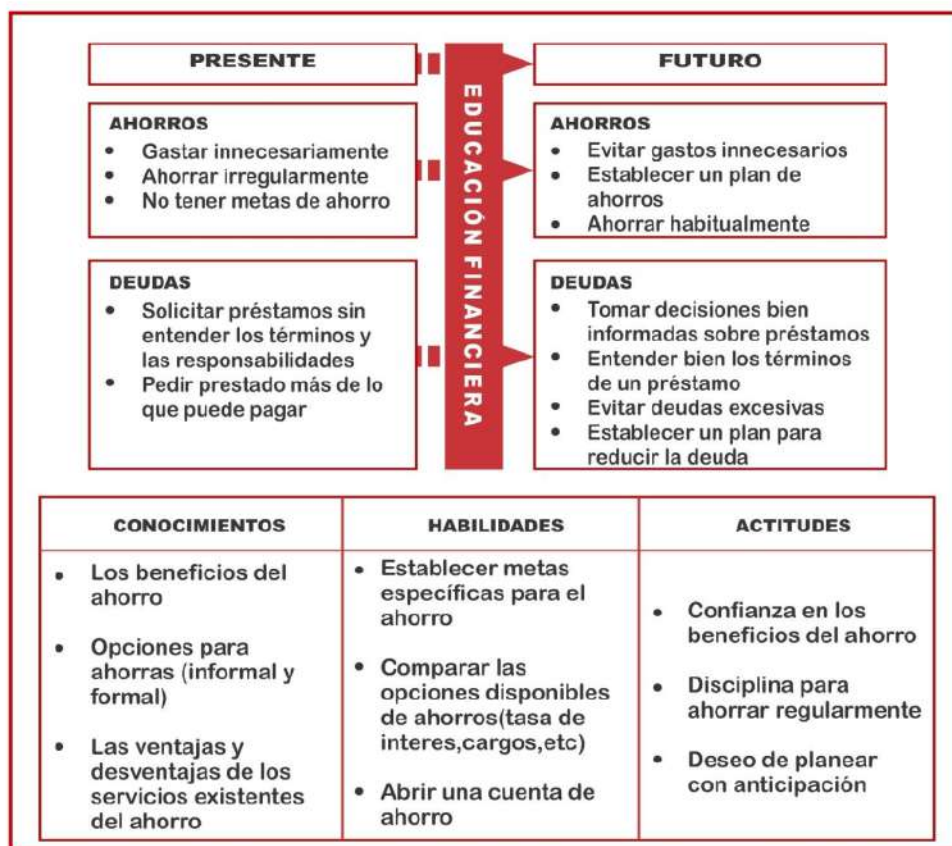 PRESENTE
FUTURO
EDUCACIÓN FINANCIERA
AHORROS
• Gastar innecesariamente
• Ahorrar irregularmente
• No tener metas de ahorro
AHORROS
• Evitar gastos innecesarios
• Establecer un plan de
ahorros
• Ahorrar habitualmente
DEUDAS
• Solicitar préstamos sin
entender los términos y
las responsabilidades
• Pedir prestado más de lo
que puede pagar
DEUDAS
• Tomar decisiones bien
informadas sobre préstamos
• Entender bien los términos
de un préstamo
• Evitar deudas excesivas
• Establecer un plan para
reducir la deuda
CONOCIMIENTOS
• Los beneficios del
ahorro
• Opciones para
ahorras (informal y
formal)
• Las ventajas y
desventajas de los
servicios existentes
del ahorro
HABILIDADES
• Establecer metas
específicas para el
ahorro
• Comparar las
opciones disponibles
de ahorros(tasa de
interes,cargos,etc)
• Abrir una cuenta de
ahorro
ACTITUDES
• Confianza en los
beneficios del ahorro
• Disciplina para
ahorrar regularmente
• Deseo de planear
con anticipación